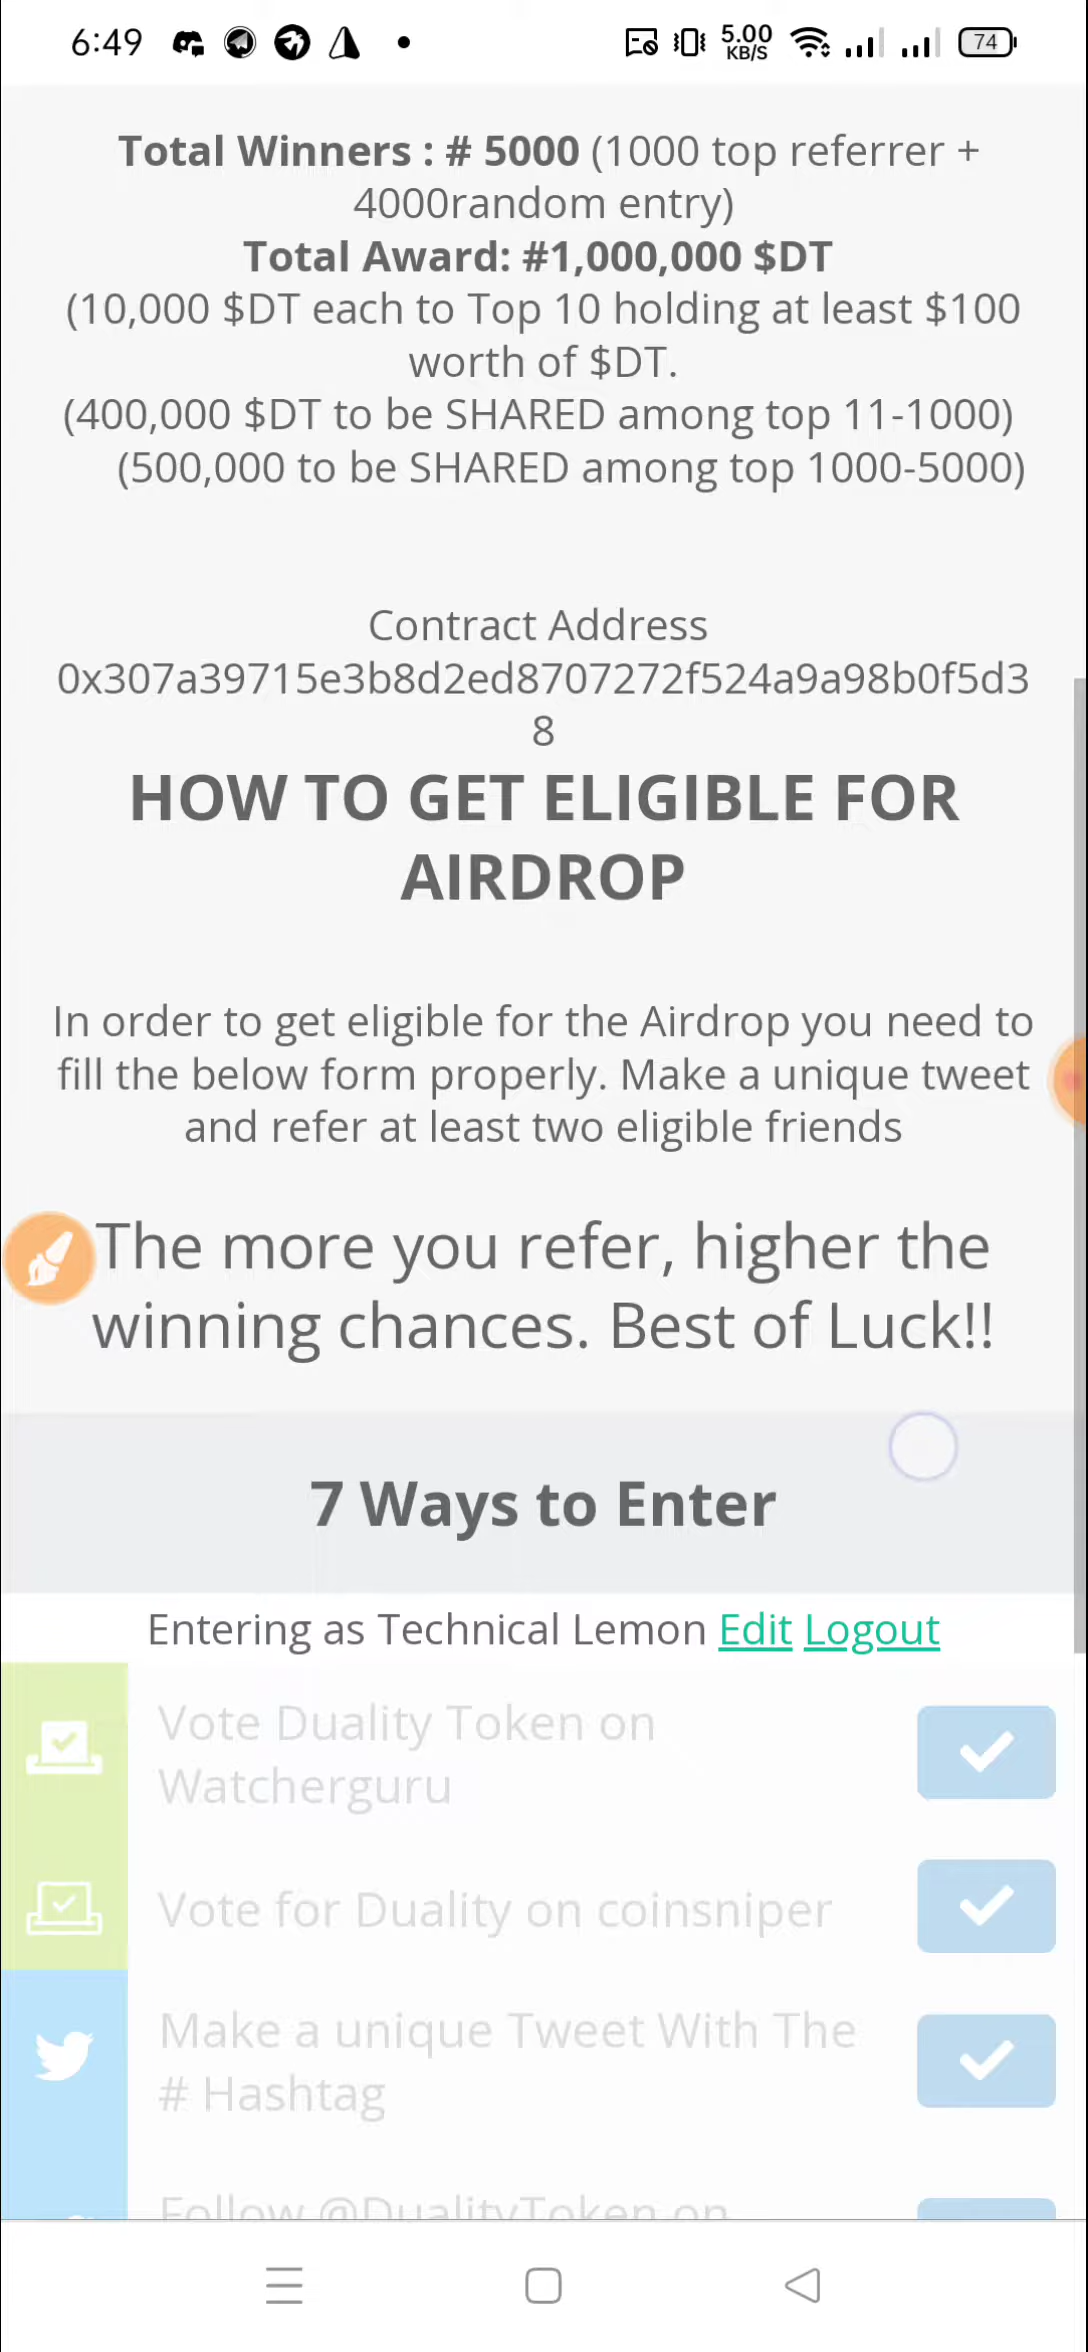 6:49
5.00
KB/S
74
Total Winners : # 5000 (1000 top referrer +
4000random entry)
Total Award: #1,000,000 $DT
(10,000 $DT each to Top 10 holding at least $100
worth of $DT.
(400,000 $DT to be SHARED among top 11-1000)
(500,000 to be SHARED among top 1000-5000)
Contract Address
0x307a39715e3b8d2ed8707272f524a9a98b0f5d3
8
HOW TO GET ELIGIBLE FOR
AIRDROP
In order to get eligible for the Airdrop you need to
fill the below form properly. Make a unique tweet
and refer at least two eligible friends
The more you refer, higher the
winning chances. Best of Luck!!
7 Ways to Enter
Entering as Technical Lemon Edit Logout
Vote Duality Token on
Watcherguru
Vote for Duality on coinsniper
Make a unique Tweet With The
# Hashtag
Follow @DualityToken on